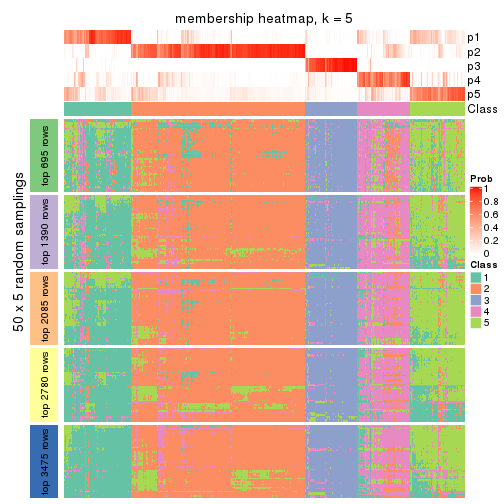 membership heatmap, k = 5
p1
p2
p3
p4
p5
Class
50 x 5 random samplings
top 695 rows
top 1390 rows
top 2085 rows
top 2780 rows
top 3475 rows
Prob
1
0.8
0.6
0.4
0.2
0
Class
1
2
3
4
5